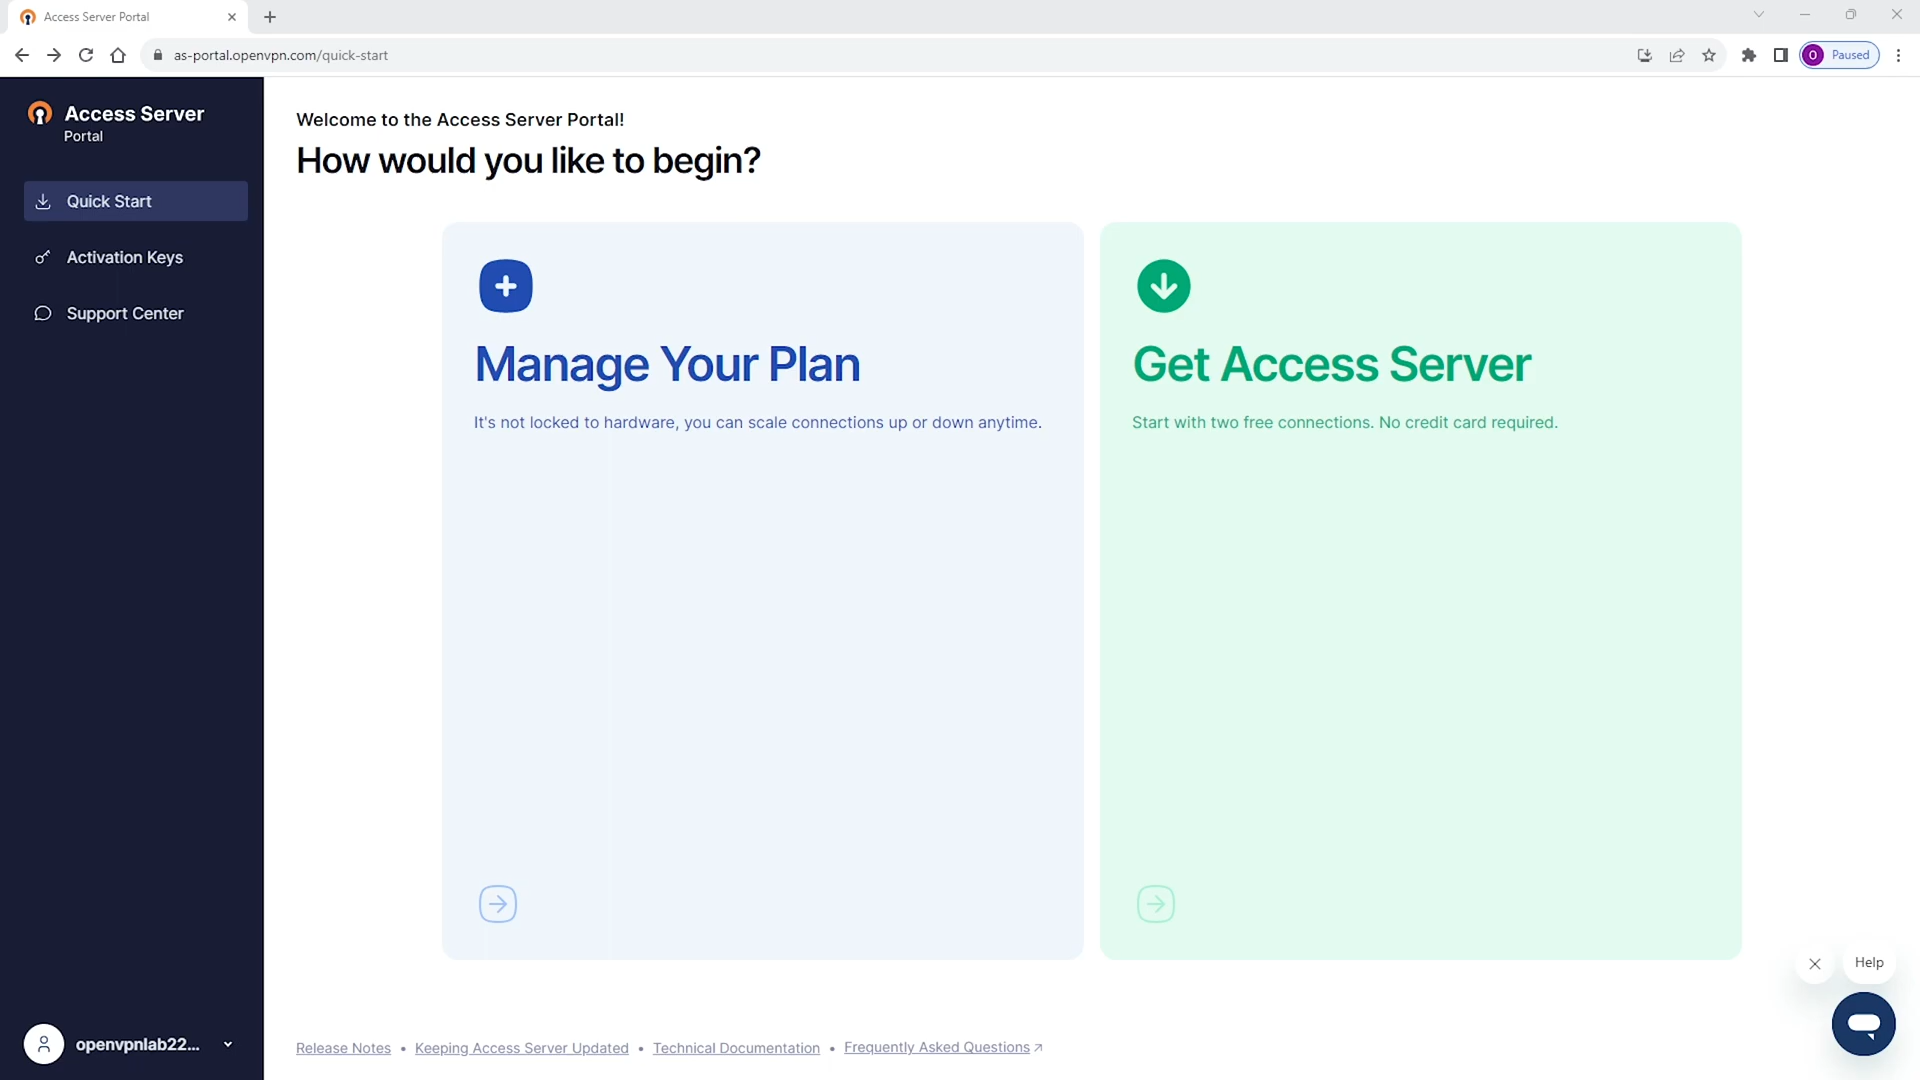 Access Server Portal
as-portal.openvpn.com/quick-start
O Paused
Access Server
Portal
Quick Start
Activation Keys
Support Center
openvpnlab22...
Welcome to the Access Server Portal!
How would you like to begin?
Manage Your Plan
It's not locked to hardware, you can scale connections up or down anytime.
Get Access Server
Start with two free connections. No credit card required.
Help
Release Notes • Keeping Access Server Updated • Technical Documentation • Frequently Asked Questions